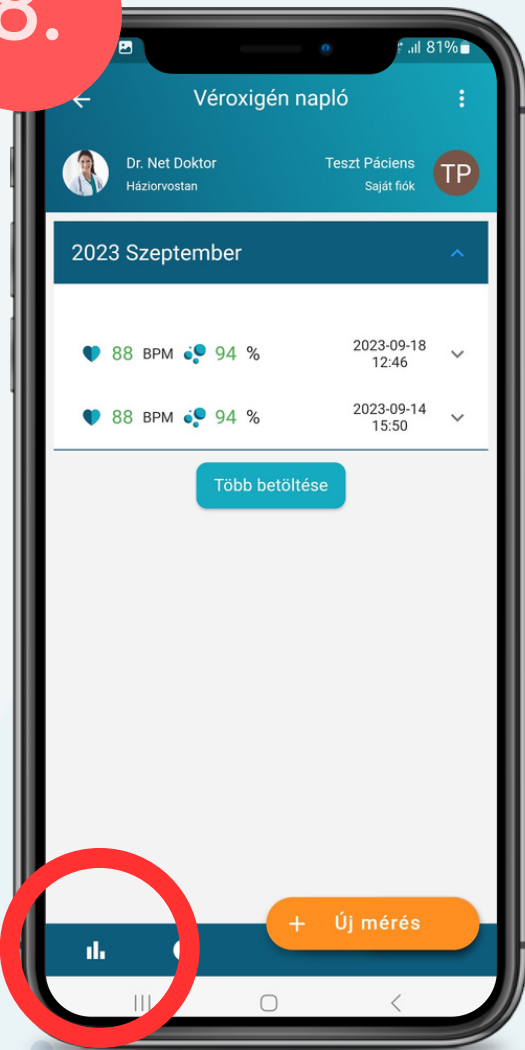 8.
81%
Véroxigén napló
Dr. Net Doktor
Háziorvostan
Teszt Páciens
Saját fiók
TP
2023 Szeptember
88 BPM 94 %
2023-09-18
12:46
88 BPM 94 %
2023-09-14
15:50
Több betöltése
+ Új mérés